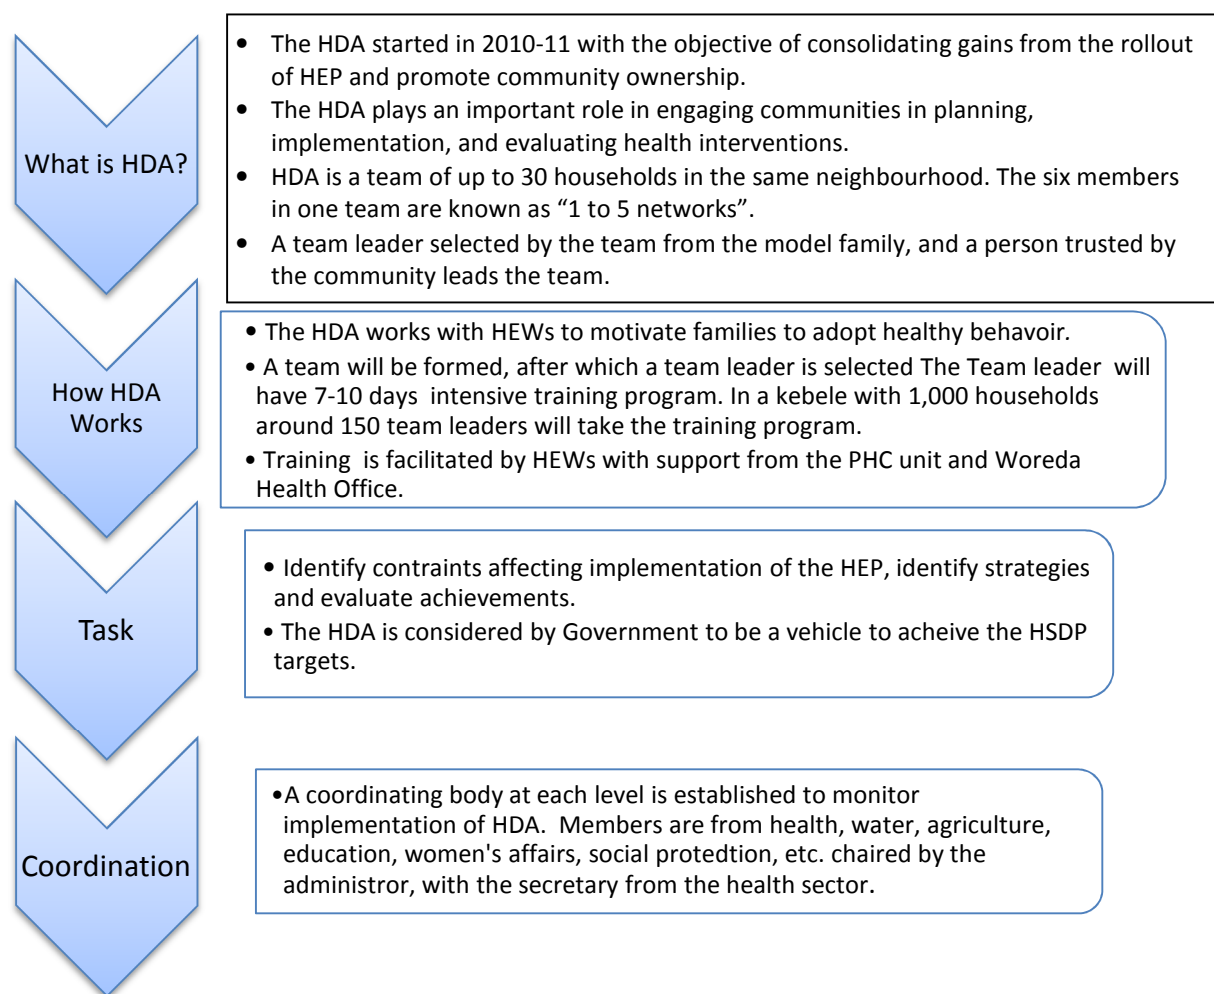 What is HDA?
• The HDA started in 2010-11 with the objective of consolidating gains from the rollout
of HEP and promote community ownership.
• The HDA plays an important role in engaging communities in planning,
implementation, and evaluating health interventions.
• HDA is a team of up to 30 households in the same neighbourhood. The six members
in one team are known as “1 to 5 networks”.
• A team leader selected by the team from the model family, and a person trusted by
the community leads the team.
How HDA
Works
• The HDA works with HEWs to motivate families to adopt healthy behavoir.
• A team will be formed, after which a team leader is selected The Team leader will
have 7-10 days intensive training program. In a kebele with 1,000 households
around 150 team leaders will take the training program.
• Training is facilitated by HEWs with support from the PHC unit and Woreda
Health Office.
Task
• Identify contraints affecting implementation of the HEP, identify strategies
and evaluate achievements.
• The HDA is considered by Government to be a vehicle to acheive the HSDP
targets.
Coordination
•A coordinating body at each level is established to monitor
implementation of HDA. Members are from health, water, agriculture,
education, women's affairs, social protedtion, etc. chaired by the
administror, with the secretary from the health sector.